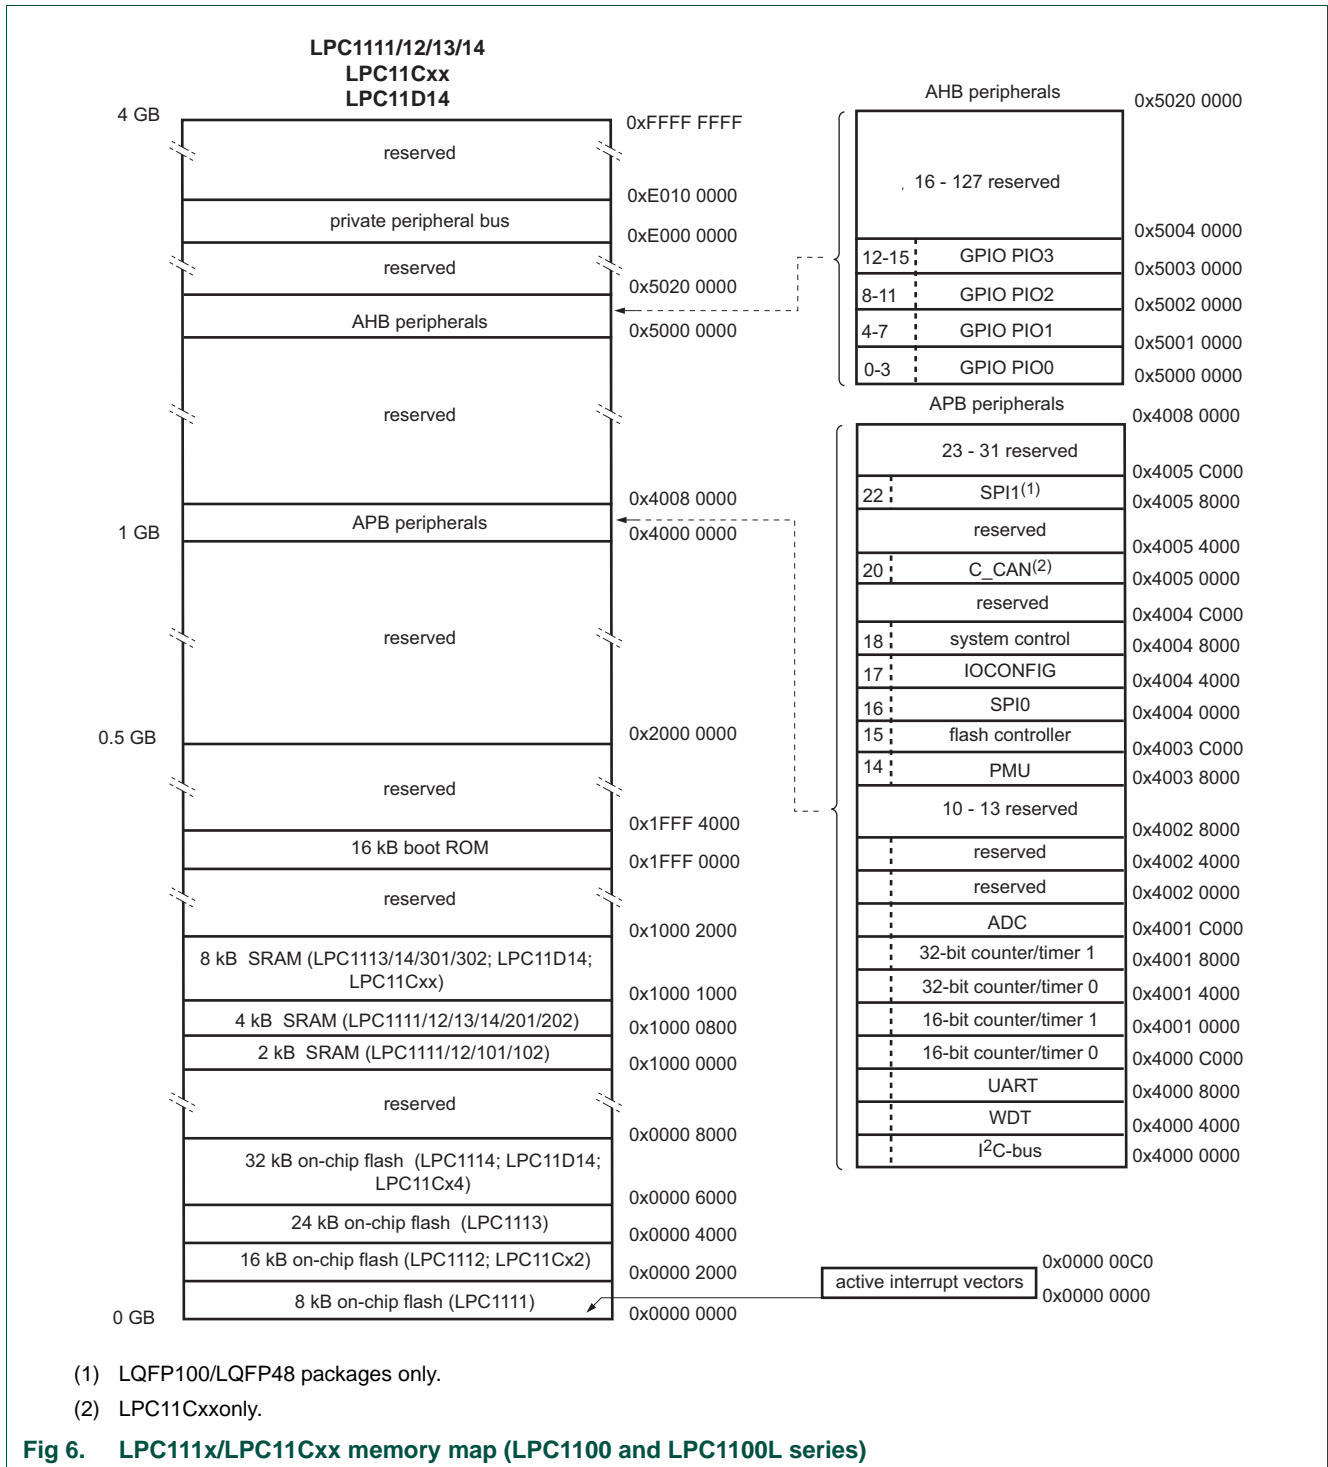 LPC1111/12/13/14
LPC11Cxx
LPC11D14
4 GB
0xFFFF FFFF
reserved
0xE010 0000
private peripheral bus
0xE000 0000
reserved
0x5020 0000
AHB peripherals
0x5000 0000
reserved
0x4008 0000
APB peripherals
1 GB
0x4000 0000
reserved
0.5 GB
0x2000 0000
reserved
0x1FFF 4000
16 kB boot ROM
0x1FFF 0000
reserved
0x1000 2000
8 kB SRAM (LPC1113/14/301/302; LPC11D14;
LPC11Cxx)
0x1000 1000
4 kB SRAM (LPC1111/12/13/14/201/202)
0x1000 0800
2 kB SRAM (LPC1111/12/101/102)
0x1000 0000
reserved
0x0000 8000
32 kB on-chip flash (LPC1114; LPC11D14;
LPC11Cx4)
0x0000 6000
24 kB on-chip flash (LPC1113)
0x0000 4000
16 kB on-chip flash (LPC1112; LPC11Cx2)
0x0000 2000
8 kB on-chip flash (LPC1111)
0 GB
0x0000 0000
AHB peripherals
0x5020 0000
16 - 127 reserved
0x5004 0000
12-15 GPIO PIO3
0x5003 0000
8-11 GPIO PIO2
0x5002 0000
4-7 GPIO PIO1
0x5001 0000
0-3 GPIO PIO0
0x5000 0000
APB peripherals
0x4008 0000
23 - 31 reserved
0x4005 C000
22 SPI1(1)
0x4005 8000
reserved
0x4005 4000
20 C_CAN(2)
0x4005 0000
reserved
0x4004 C000
18 system control
0x4004 8000
17 IOCONFIG
0x4004 4000
16 SPI0
0x4004 0000
15 flash controller
0x4003 C000
14 PMU
0x4003 8000
10 - 13 reserved
0x4002 8000
reserved
0x4002 4000
reserved
0x4002 0000
ADC
0x4001 C000
32-bit counter/timer 1
0x4001 8000
32-bit counter/timer 0
0x4001 4000
16-bit counter/timer 1
0x4001 0000
16-bit counter/timer 0
0x4000 C000
UART
0x4000 8000
WDT
0x4000 4000
I2C-bus
0x4000 0000
0x0000 00C0
active interrupt vectors
0x0000 0000
(1) LQFP100/LQFP48 packages only.
(2) LPC11Cxxonly.
Fig 6. LPC111x/LPC11Cxx memory map (LPC1100 and LPC1100L series)